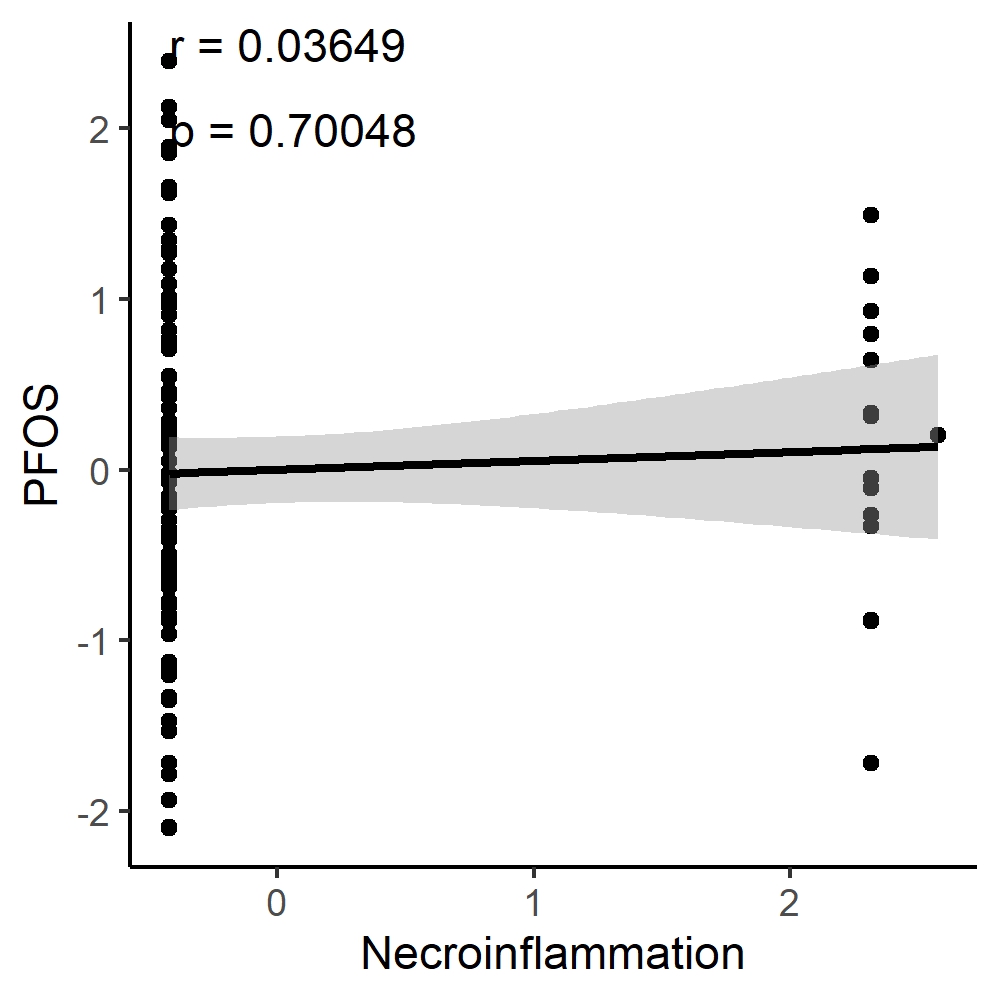 r = 0.03649
p = 0.70048
2
1
0
-1
-2
PFOS
0 1 2
Necroinflammation